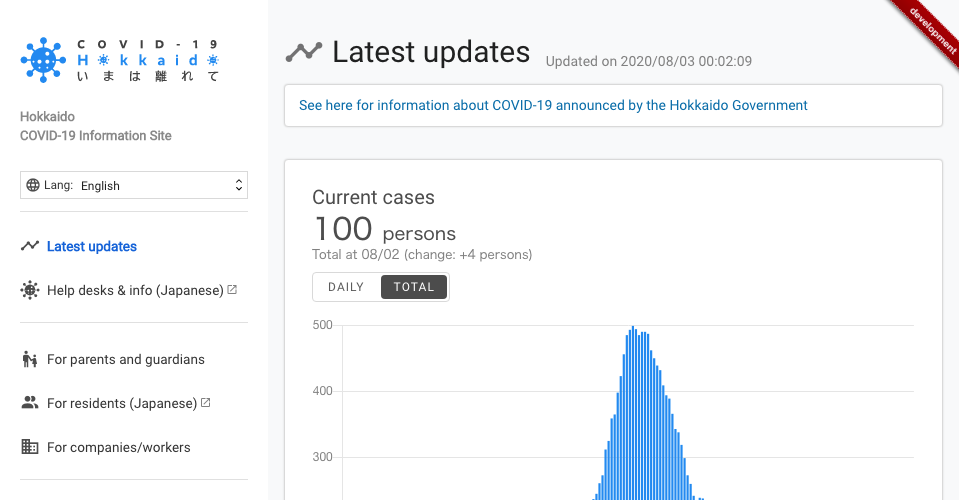 COVID-19
Hokkaido
いまは離れて
Hokkaido
COVID-19 Information Site
Lang: English
Latest updates
Help desks & info (Japanese)
For parents and guardians
For residents (Japanese)
For companies/workers
development
Latest updates Updated on 2020/08/03 00:02:09
See here for information about COVID-19 announced by the Hokkaido Government
Current cases
100 persons
Total at 08/02 (change: +4 persons)
DAILY TOTAL
500
400
300